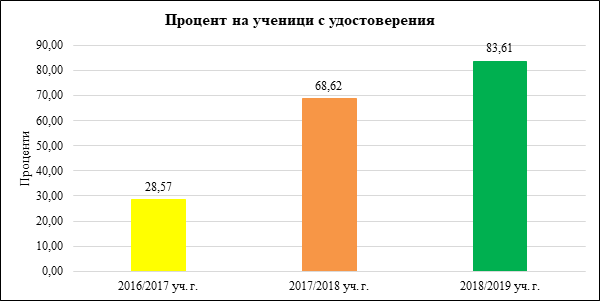 Процент на ученици с удостоверения
Проценти
90,00
80,00
70,00
60,00
50,00
40,00
30,00
20,00
10,00
0,00
28,57
68,62
83,61
2016/2017 уч. г.
2017/2018 уч. г.
2018/2019 уч. г.